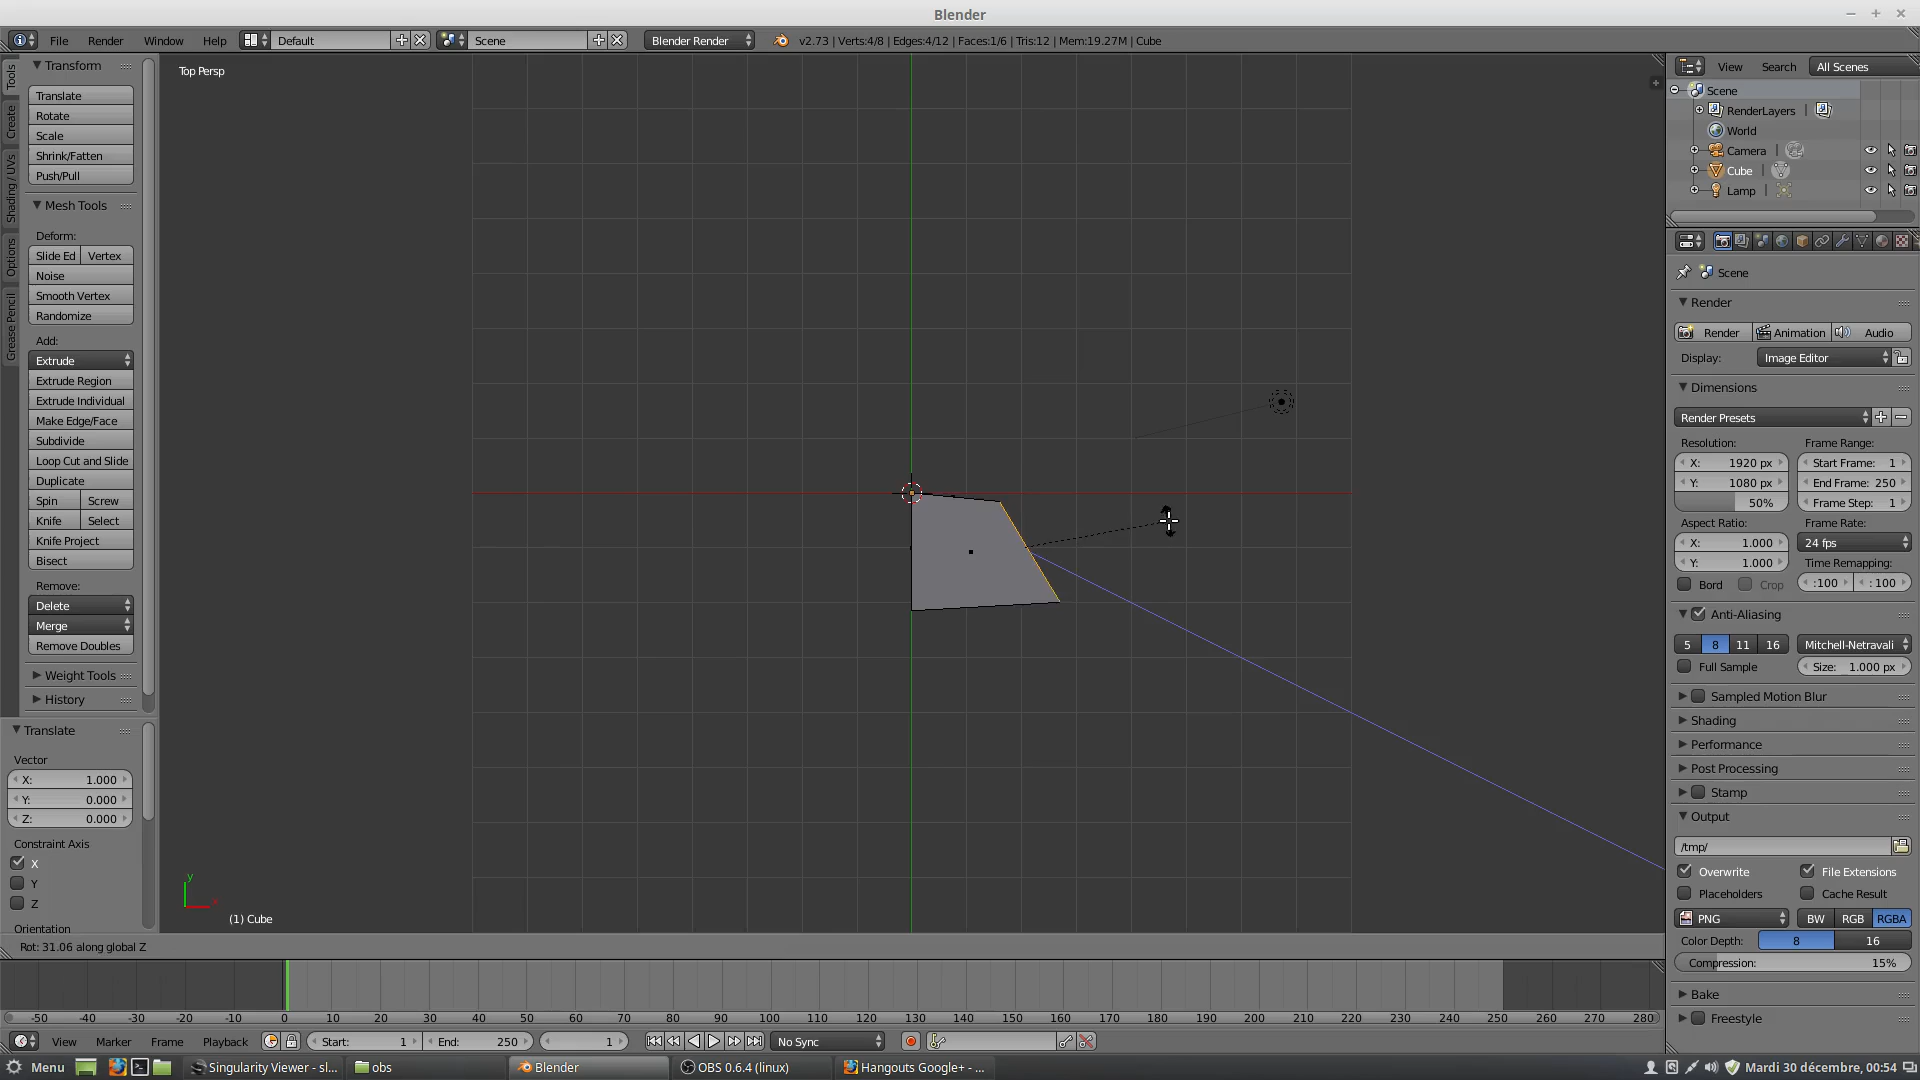 Blender
File Render Window Help Default Scene Blender Render v2.73 | Verts:4/8 | Edges:4/12 | Faces:1/6 | Tris:12 | Mem:19.27M | Cube
Tools
Create
Shading / UVs
Options
Grease Pencil
Transform
Translate
Rotate
Scale
Shrink/Fatten
Push/Pull
Mesh Tools
Deform:
Slide Ed Vertex
Noise
Smooth Vertex
Randomize
Add:
Extrude
Extrude Region
Extrude Individual
Make Edge/Face
Subdivide
Loop Cut and Slide
Duplicate
Spin Screw
Knife Select
Knife Project
Bisect
Remove:
Delete
Merge
Remove Doubles
Weight Tools
History
Translate
Vector
X: 1.000
Y: 0.000
Z: 0.000
Constraint Axis
X
Y
Z
Orientation
Top Persp
y
x
(1) Cube
Rot: 31.06 along global Z
View Search All Scenes
Scene
RenderLayers |
World
Camera |
Cube |
Lamp |
Scene
Render
Render Animation Audio
Display: Image Editor
Dimensions
Render Presets
Resolution: Frame Range:
X: 1920 px Start Frame: 1
Y: 1080 px End Frame: 250
50% Frame Step: 1
Aspect Ratio: Frame Rate:
X: 1.000 24 fps
Y: 1.000 Time Remapping:
Bord Crop :100 : 100
Anti-Aliasing
5 8 11 16 Mitchell-Netravali
Full Sample Size: 1.000 px
Sampled Motion Blur
Shading
Performance
Post Processing
Stamp
Output
/tmp/
Overwrite File Extensions
Placeholders Cache Result
PNG BW RGB RGBA
Color Depth: 8 16
Compression: 15%
Bake
Freestyle
-50 -40 -30 -20 -10 0 10 20 30 40 50 60 70 80 90 100 110 120 130 140 150 160 170 180 190 200 210 220 230 240 250 260 270 280
View Marker Frame Playback Start: 1 End: 250 1 No Sync
Menu Singularity Viewer - sl... obs Blender OBS 0.6.4 (linux) Hangouts Google+ - ... Mardi 30 décembre, 00:54